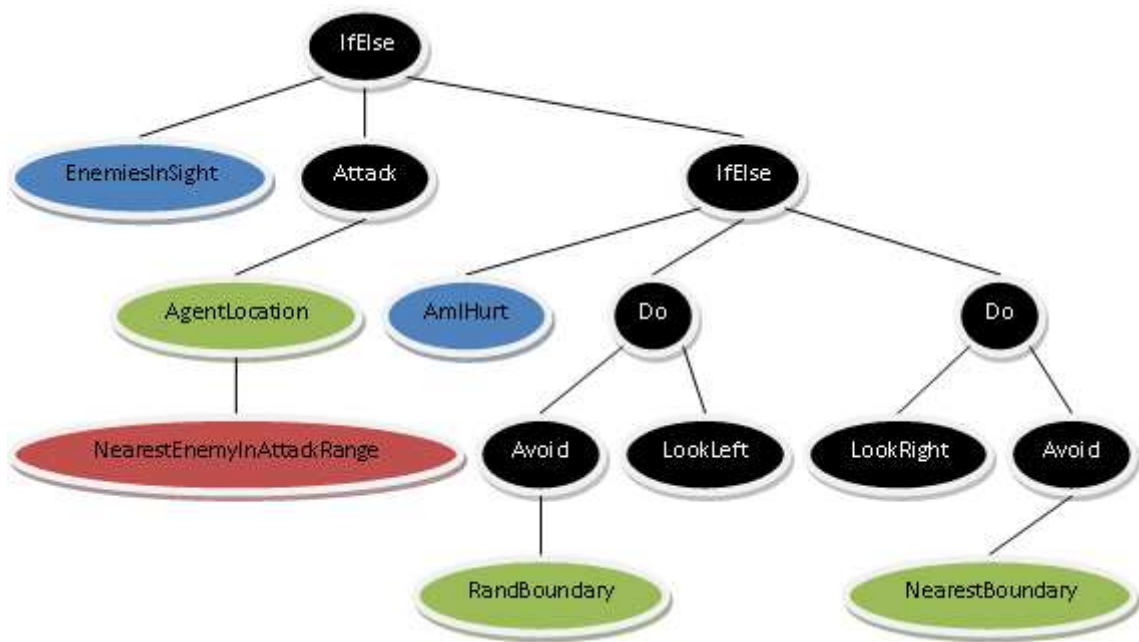 IfElse
EnemiesInSight
Attack
IfElse
AgentLocation
AmIHurt
Do
Do
NearestEnemyInAttackRange
Avoid
LookLeft
LookRight
Avoid
RandBoundary
NearestBoundary